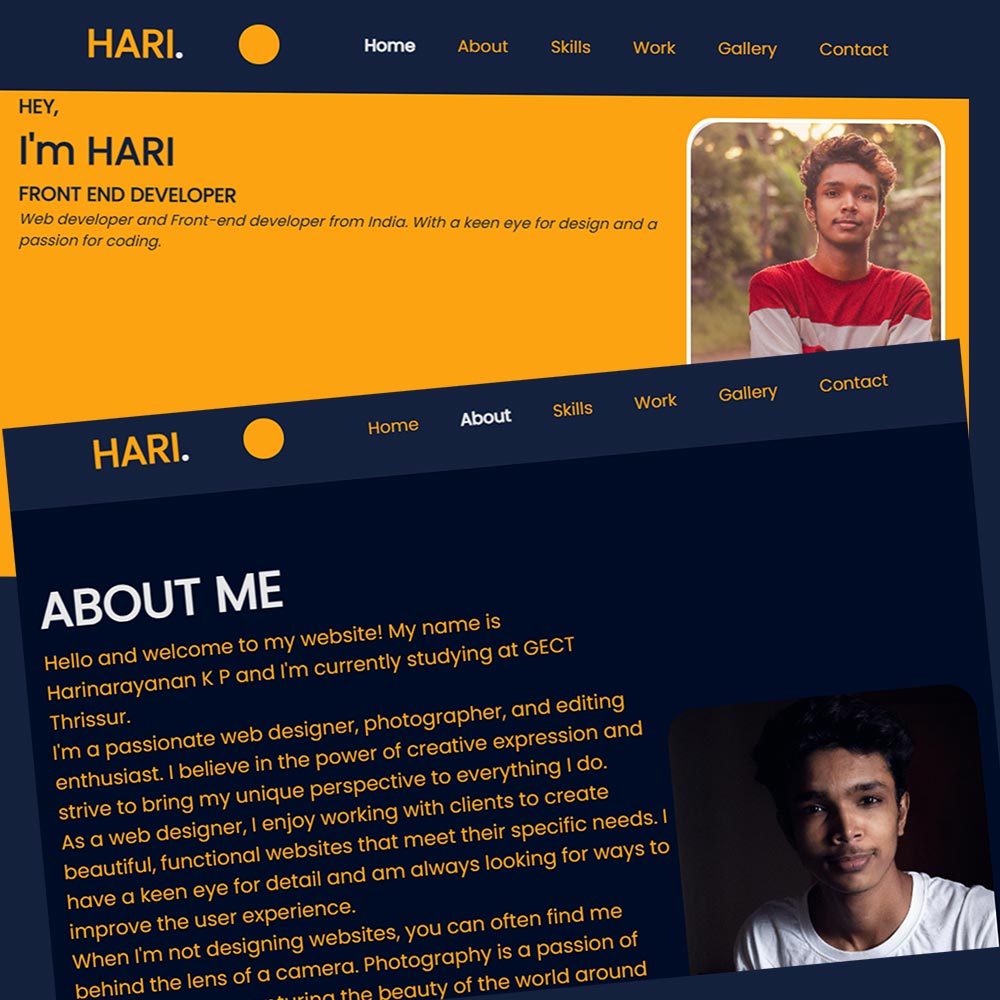 HARI.
Home About Skills Work Gallery Contact
HEY,
I'm HARI
FRONT END DEVELOPER
Web developer and Front-end developer from India. With a keen eye for design and a
passion for coding.
HARI.
Home About Skills Work Gallery Contact
ABOUT ME
Hello and welcome to my website! My name is
Harinarayanan K P and I'm currently studying at GECT
Thrissur.
I'm a passionate web designer, photographer, and editing
enthusiast. I believe in the power of creative expression and
strive to bring my unique perspective to everything I do.
As a web designer, I enjoy working with clients to create
beautiful, functional websites that meet their specific needs. I
have a keen eye for detail and am always looking for ways to
improve the user experience.
When I'm not designing websites, you can often find me
behind the lens of a camera. Photography is a passion of
the beauty of the world around